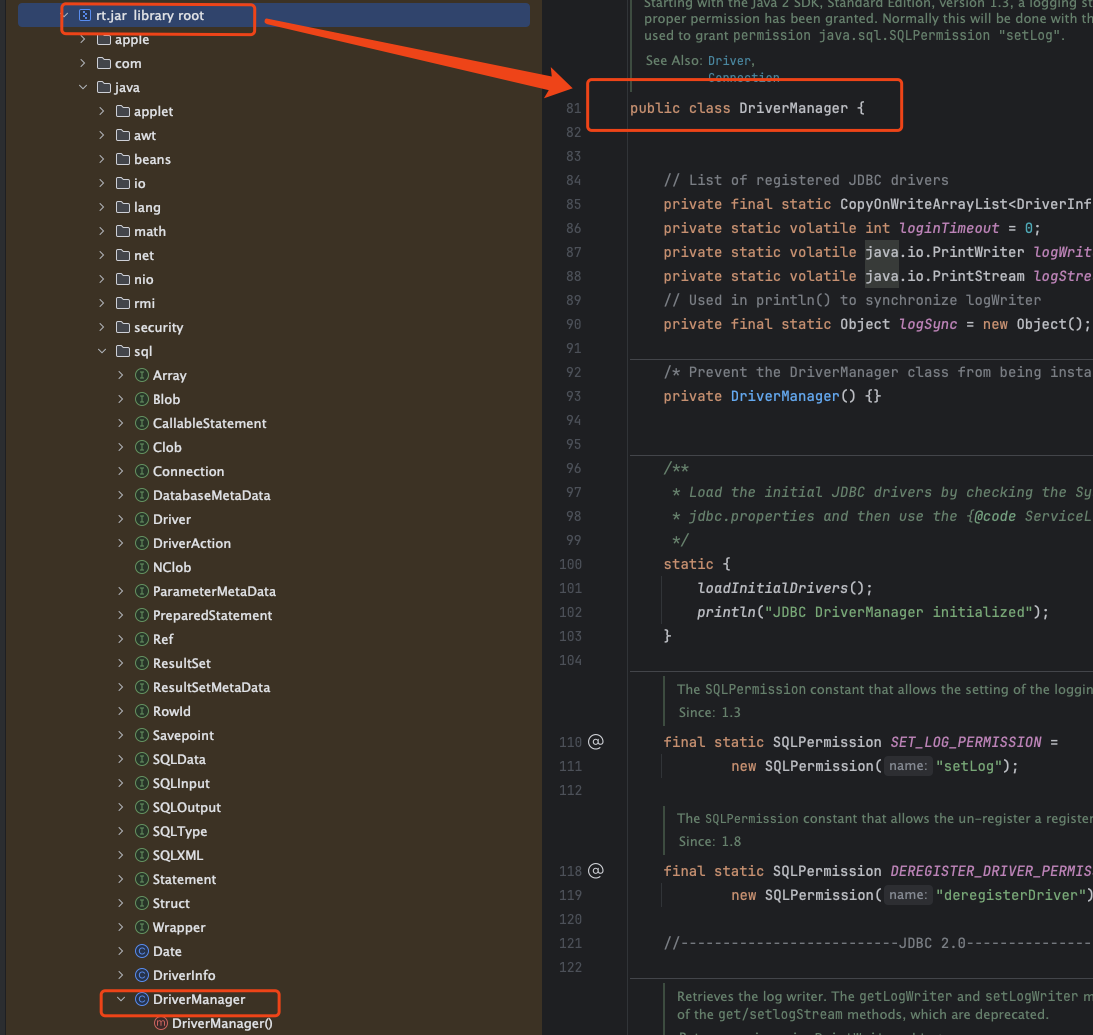 rt.jar library root
apple
com
java
applet
awt
beans
io
lang
math
net
nio
rmi
security
sql
Array
Blob
CallableStatement
Clob
Connection
DatabaseMetaData
Driver
DriverAction
NClob
ParameterMetaData
PreparedStatement
Ref
ResultSet
ResultSetMetaData
RowId
Savepoint
SQLData
SQLInput
SQLOutput
SQLType
SQLXML
Statement
Struct
Wrapper
Date
DriverInfo
DriverManager
DriverManager()
Starting with the Java 2 SDK, Standard Edition, version 1.3, a logging st
proper permission has been granted. Normally this will be done with th
used to grant permission java.sql.SQLPermission "setLog".
See Also: Driver,
Connection
81 public class DriverManager {
82
83
84 // List of registered JDBC drivers
85 private final static CopyOnWriteArrayList<DriverInf
86 private static volatile int loginTimeout = 0;
87 private static volatile java.io.PrintWriter logWrit
88 private static volatile java.io.PrintStream logStre
89 // Used in println() to synchronize logWriter
90 private final static Object logSync = new Object();
91
92 /* Prevent the DriverManager class from being insta
93 private DriverManager() {}
94
95
96 /**
97 * Load the initial JDBC drivers by checking the Sy
98 * jdbc.properties and then use the {@code ServiceL
99 */
100 static {
101 loadInitialDrivers();
102 println("JDBC DriverManager initialized");
103 }
104
The SQLPermission constant that allows the setting of the loggin
Since: 1.3
110 @ final static SQLPermission SET_LOG_PERMISSION =
111 new SQLPermission( name: "setLog");
112
The SQLPermission constant that allows the un-register a register
Since: 1.8
118 @ final static SQLPermission DEREGISTER_DRIVER_PERMIS
119 new SQLPermission( name: "deregisterDriver")
120
121 //--------------------------JDBC 2.0---------------
122
Retrieves the log writer. The getLogWriter and setLogWriter m
of the get/setlogStream methods, which are deprecated.